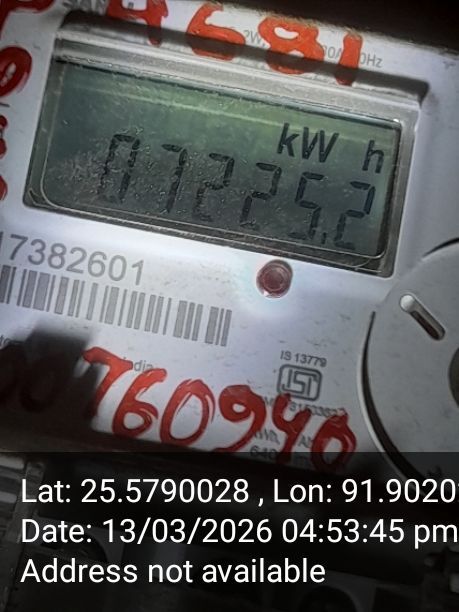 A681
kW h
07225.2
17382601
IS 13779
760940
Lat: 25.5790028 , Lon: 91.9020
Date: 13/03/2026 04:53:45 pm
Address not available